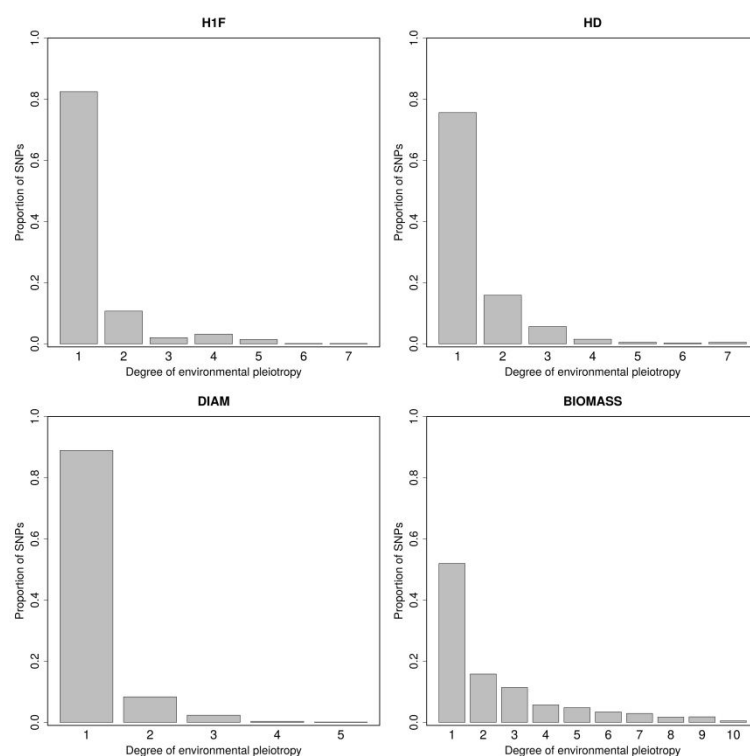 H1F
Proportion of SNPs
0.0 0.2 0.4 0.6 0.8 1.0
1 2 3 4 5 6 7
Degree of environmental pleiotropy
HD
Proportion of SNPs
0.0 0.2 0.4 0.6 0.8 1.0
1 2 3 4 5 6 7
Degree of environmental pleiotropy
DIAM
Proportion of SNPs
0.0 0.2 0.4 0.6 0.8 1.0
1 2 3 4 5
Degree of environmental pleiotropy
BIOMASS
Proportion of SNPs
0.0 0.2 0.4 0.6 0.8 1.0
1 2 3 4 5 6 7 8 9 10
Degree of environmental pleiotropy